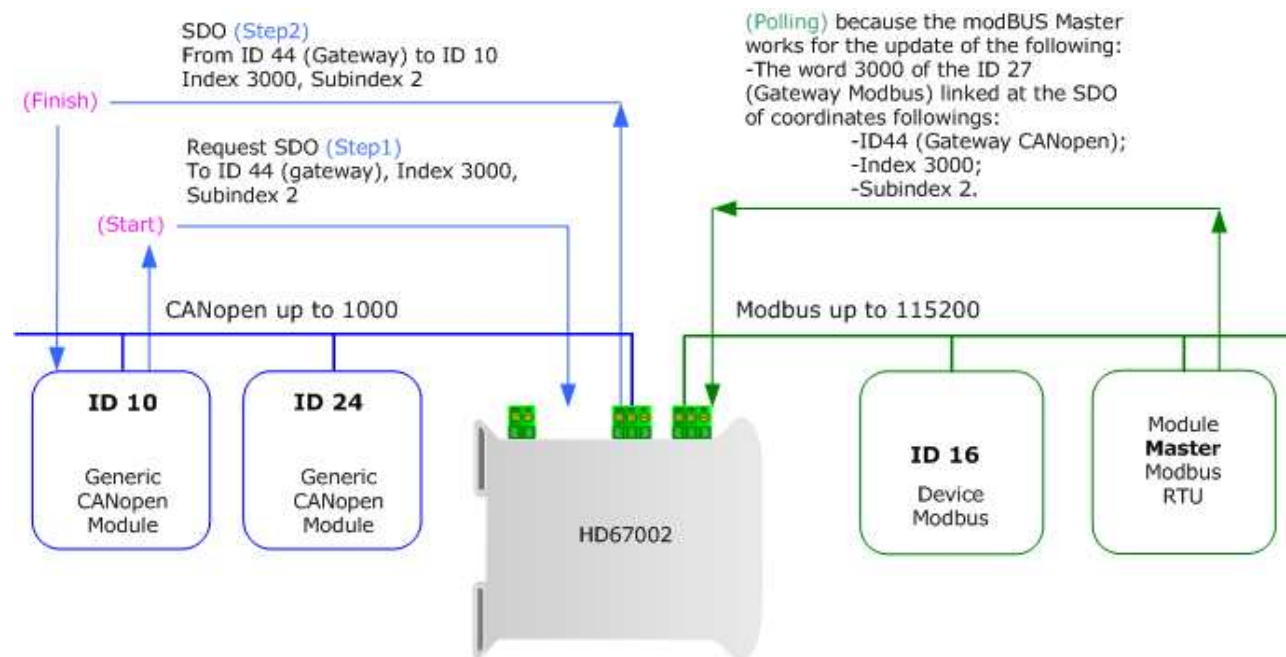 SDO (Step2)
From ID 44 (Gateway) to ID 10
Index 3000, Subindex 2
(Finish)
Request SDO (Step1)
To ID 44 (gateway), Index 3000,
Subindex 2
(Start)
(Polling) because the modBUS Master
works for the update of the following:
-The word 3000 of the ID 27
(Gateway Modbus) linked at the SDO
of coordinates followings:
-ID44 (Gateway CANopen);
-Index 3000;
-Subindex 2.
CANopen up to 1000
Modbus up to 115200
ID 10
Generic
CANopen
Module
ID 24
Generic
CANopen
Module
HD67002
ID 16
Device
Modbus
Module
Master
Modbus
RTU